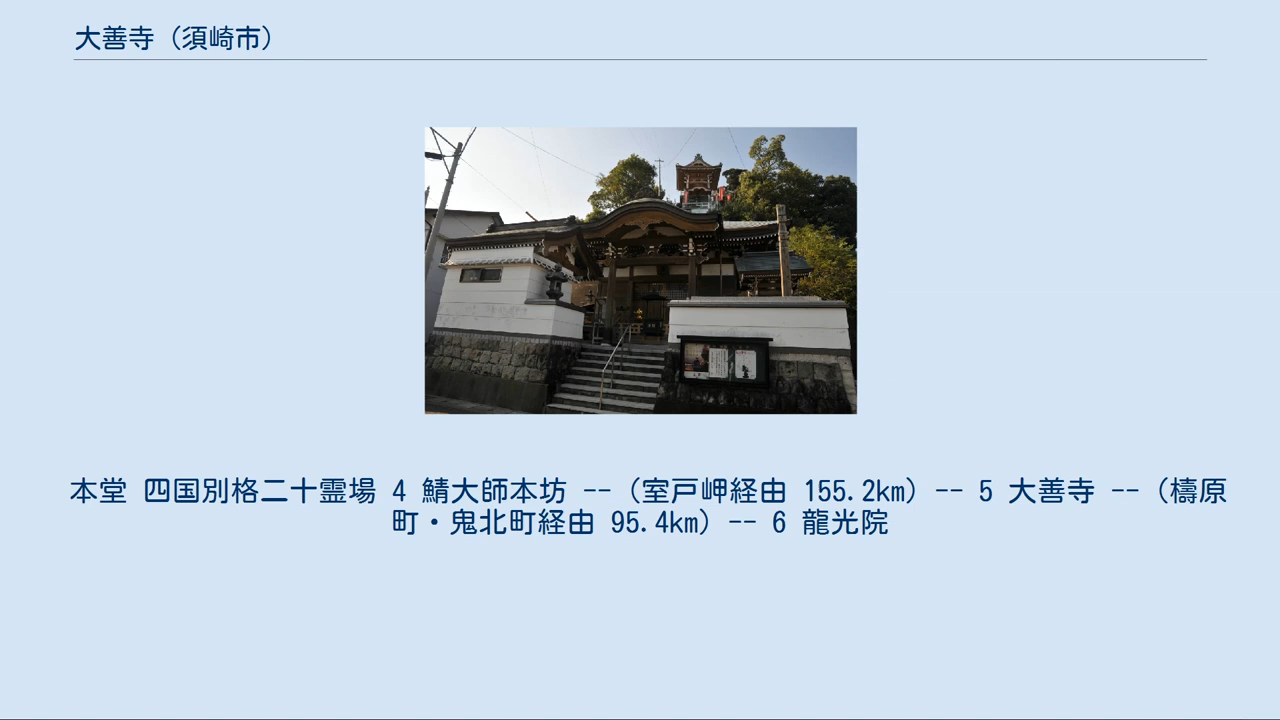 大善寺（須崎市）
本堂 四国別格二十霊場 4 鯖大師本坊 --（室戸岬経由 155.2km）-- 5 大善寺 --（檮原
町・鬼北町経由 95.4km）-- 6 龍光院